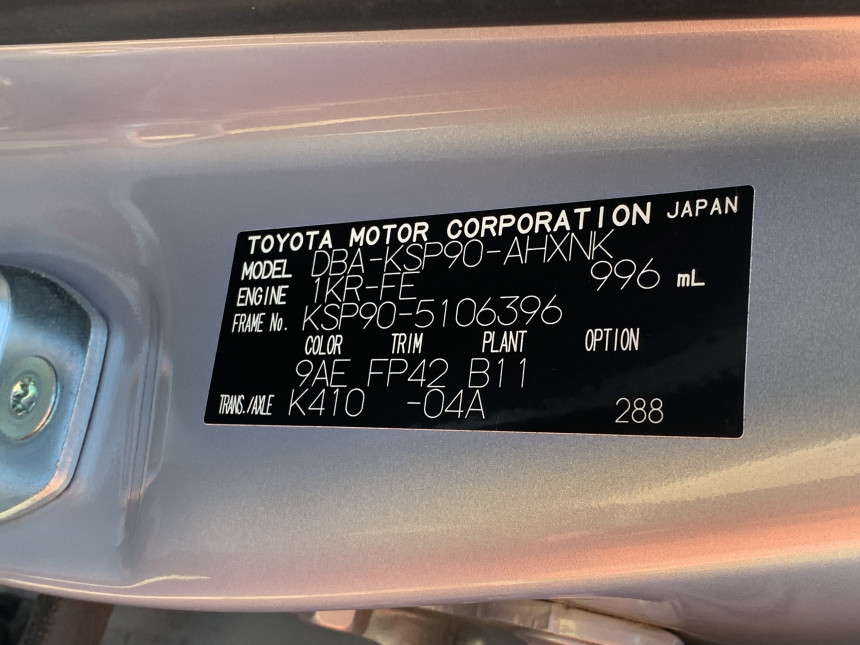 TOYOTA MOTOR CORPORATION JAPAN
MODEL DBA-KSP90-AHXNK
ENGINE 1KR-FE 996 mL
FRAME No. KSP90-5106396
COLOR TRIM PLANT OPTION
9AE FP42 B11
TRANS./AXLE K410 -04A 288